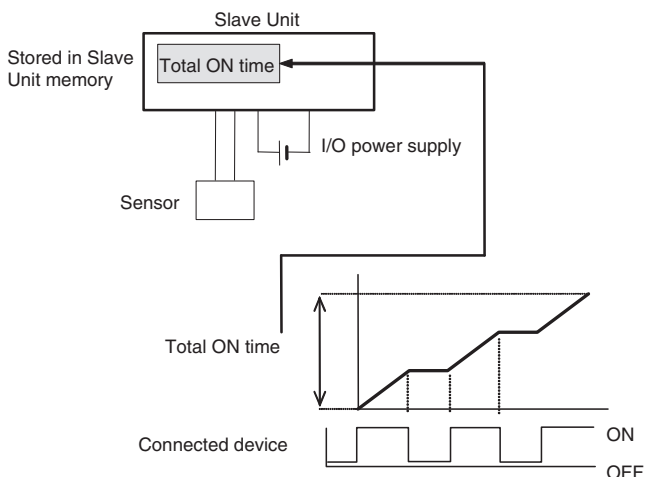 Slave Unit
Stored in Slave
Unit memory
Total ON time
I/O power supply
Sensor
Total ON time
Connected device
ON
OFF